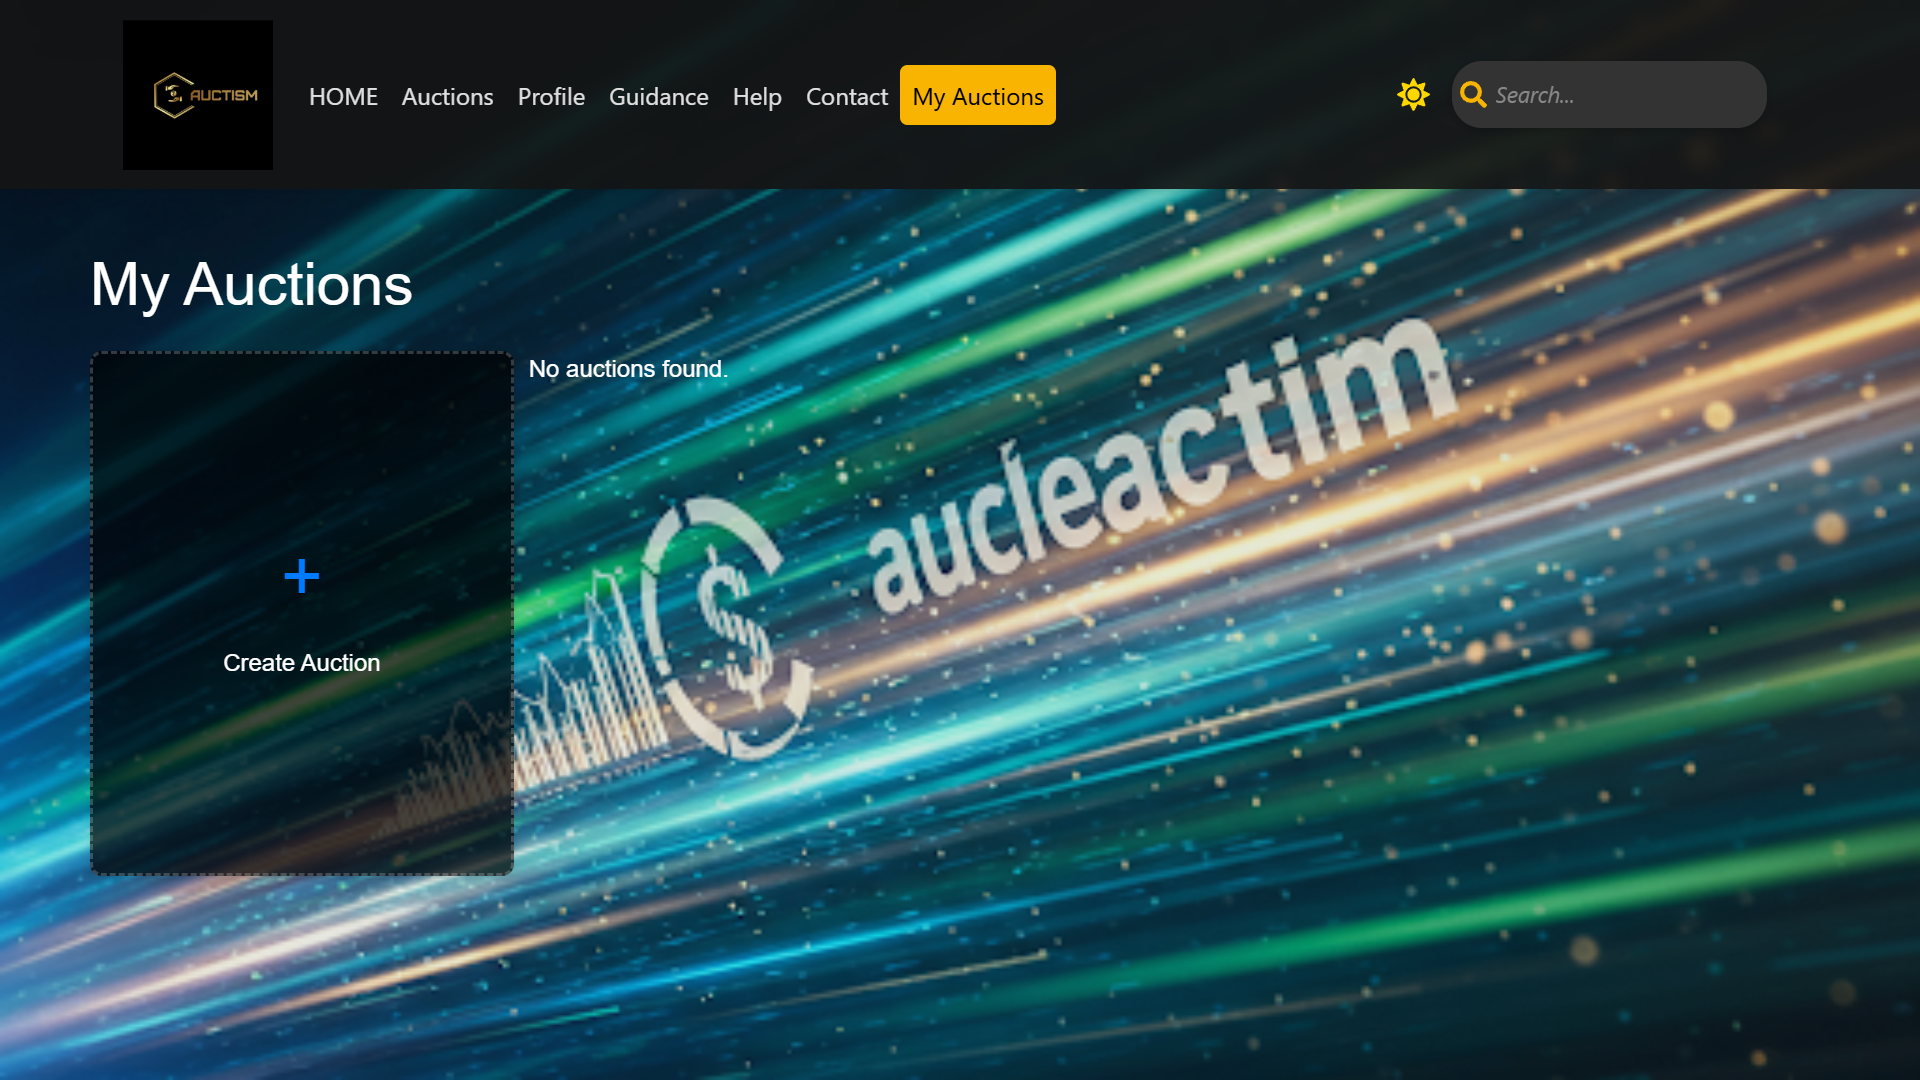 AUCTISM
HOME
Auctions
Profile
Guidance
Help
Contact
My Auctions
Search...
My Auctions
No auctions found.
+
Create Auction
$ aucleactim